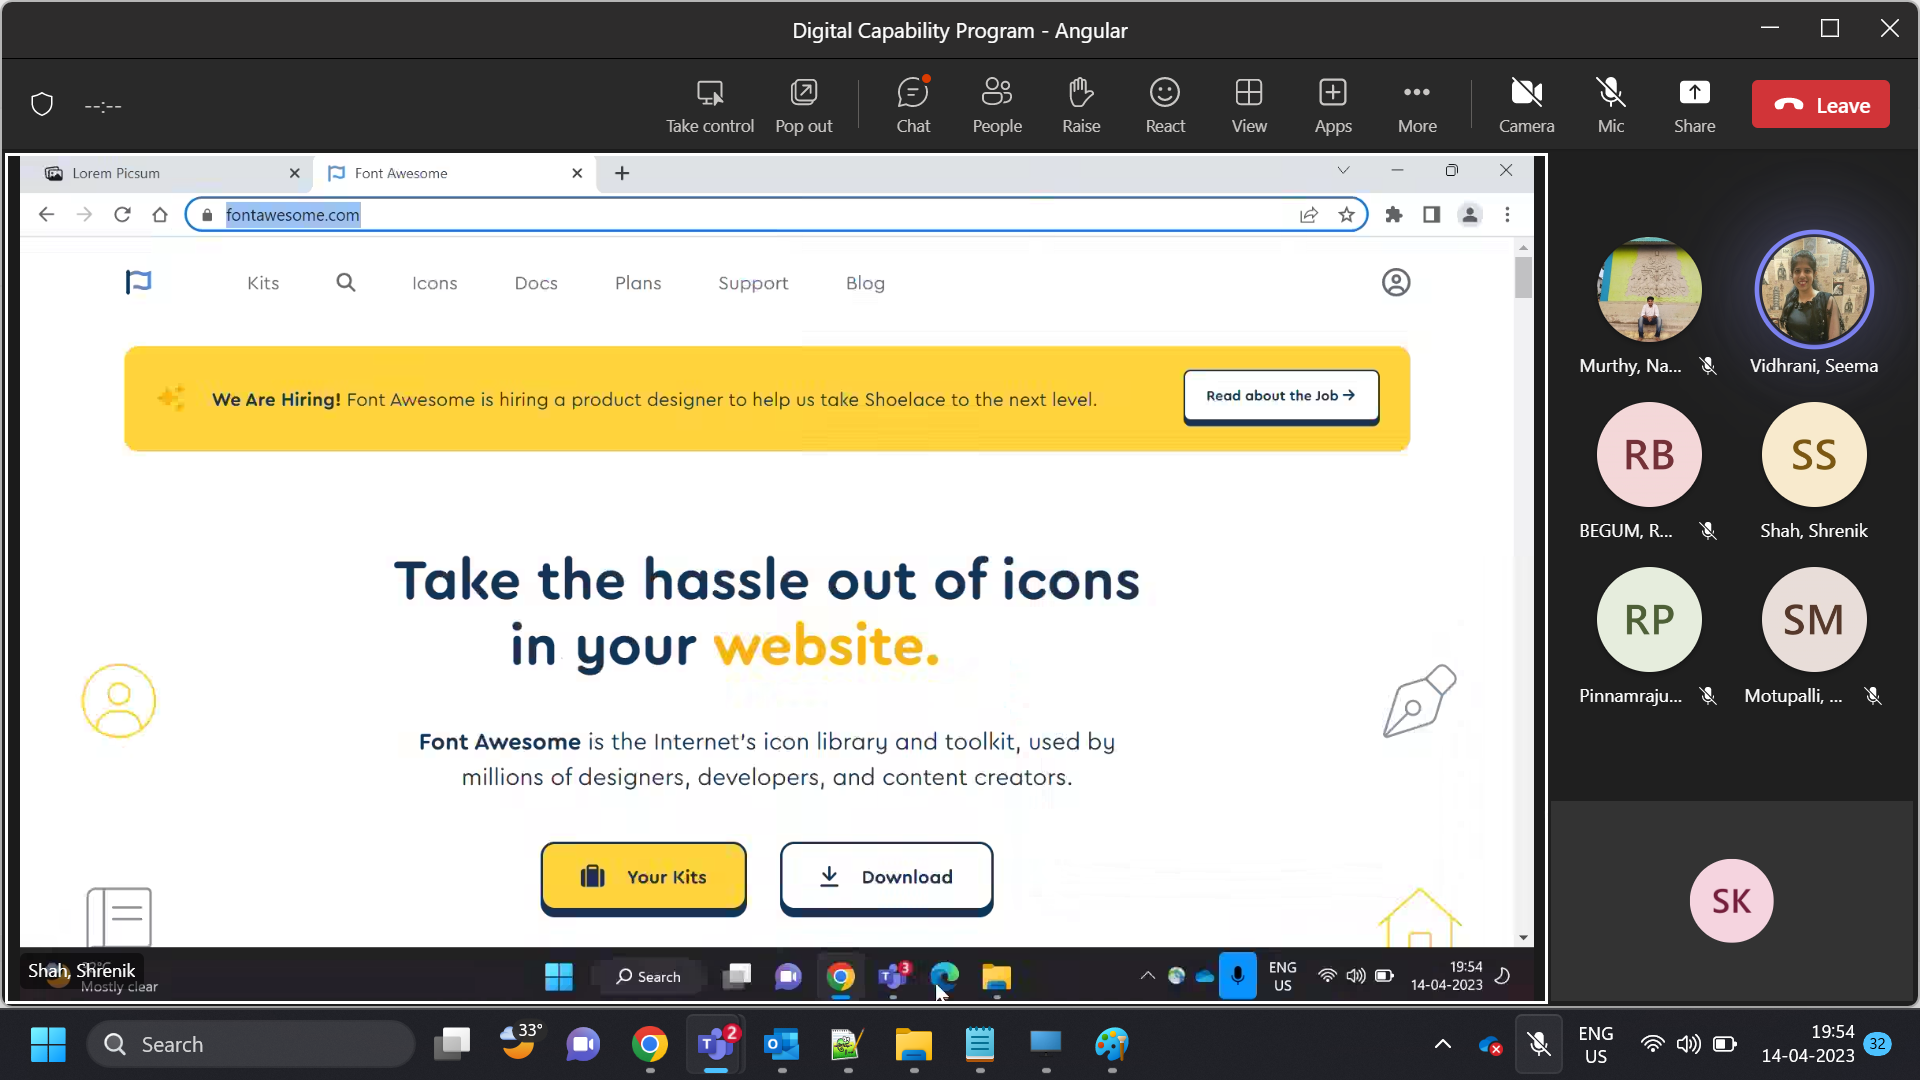 Digital Capability Program - Angular
--:--
Take control
Pop out
Chat
People
Raise
React
View
Apps
More
Camera
Mic
Share
Leave
Lorem Picsum
Font Awesome
fontawesome.com
Kits
Icons
Docs
Plans
Support
Blog
We Are Hiring! Font Awesome is hiring a product designer to help us take Shoelace to the next level.
Read about the Job →
Take the hassle out of icons
in your website.
Font Awesome is the Internet's icon library and toolkit, used by
millions of designers, developers, and content creators.
Your Kits
Download
Murthy, Na...
Vidhrani, Seema
RB
SS
BEGUM, R...
Shah, Shrenik
RP
SM
Pinnamraju...
Motupalli, ...
SK
Shah, Shrenik
Mostly clear
Search
3
ENG
US
19:54
14-04-2023
Search
33°
2
ENG
US
19:54
14-04-2023
32